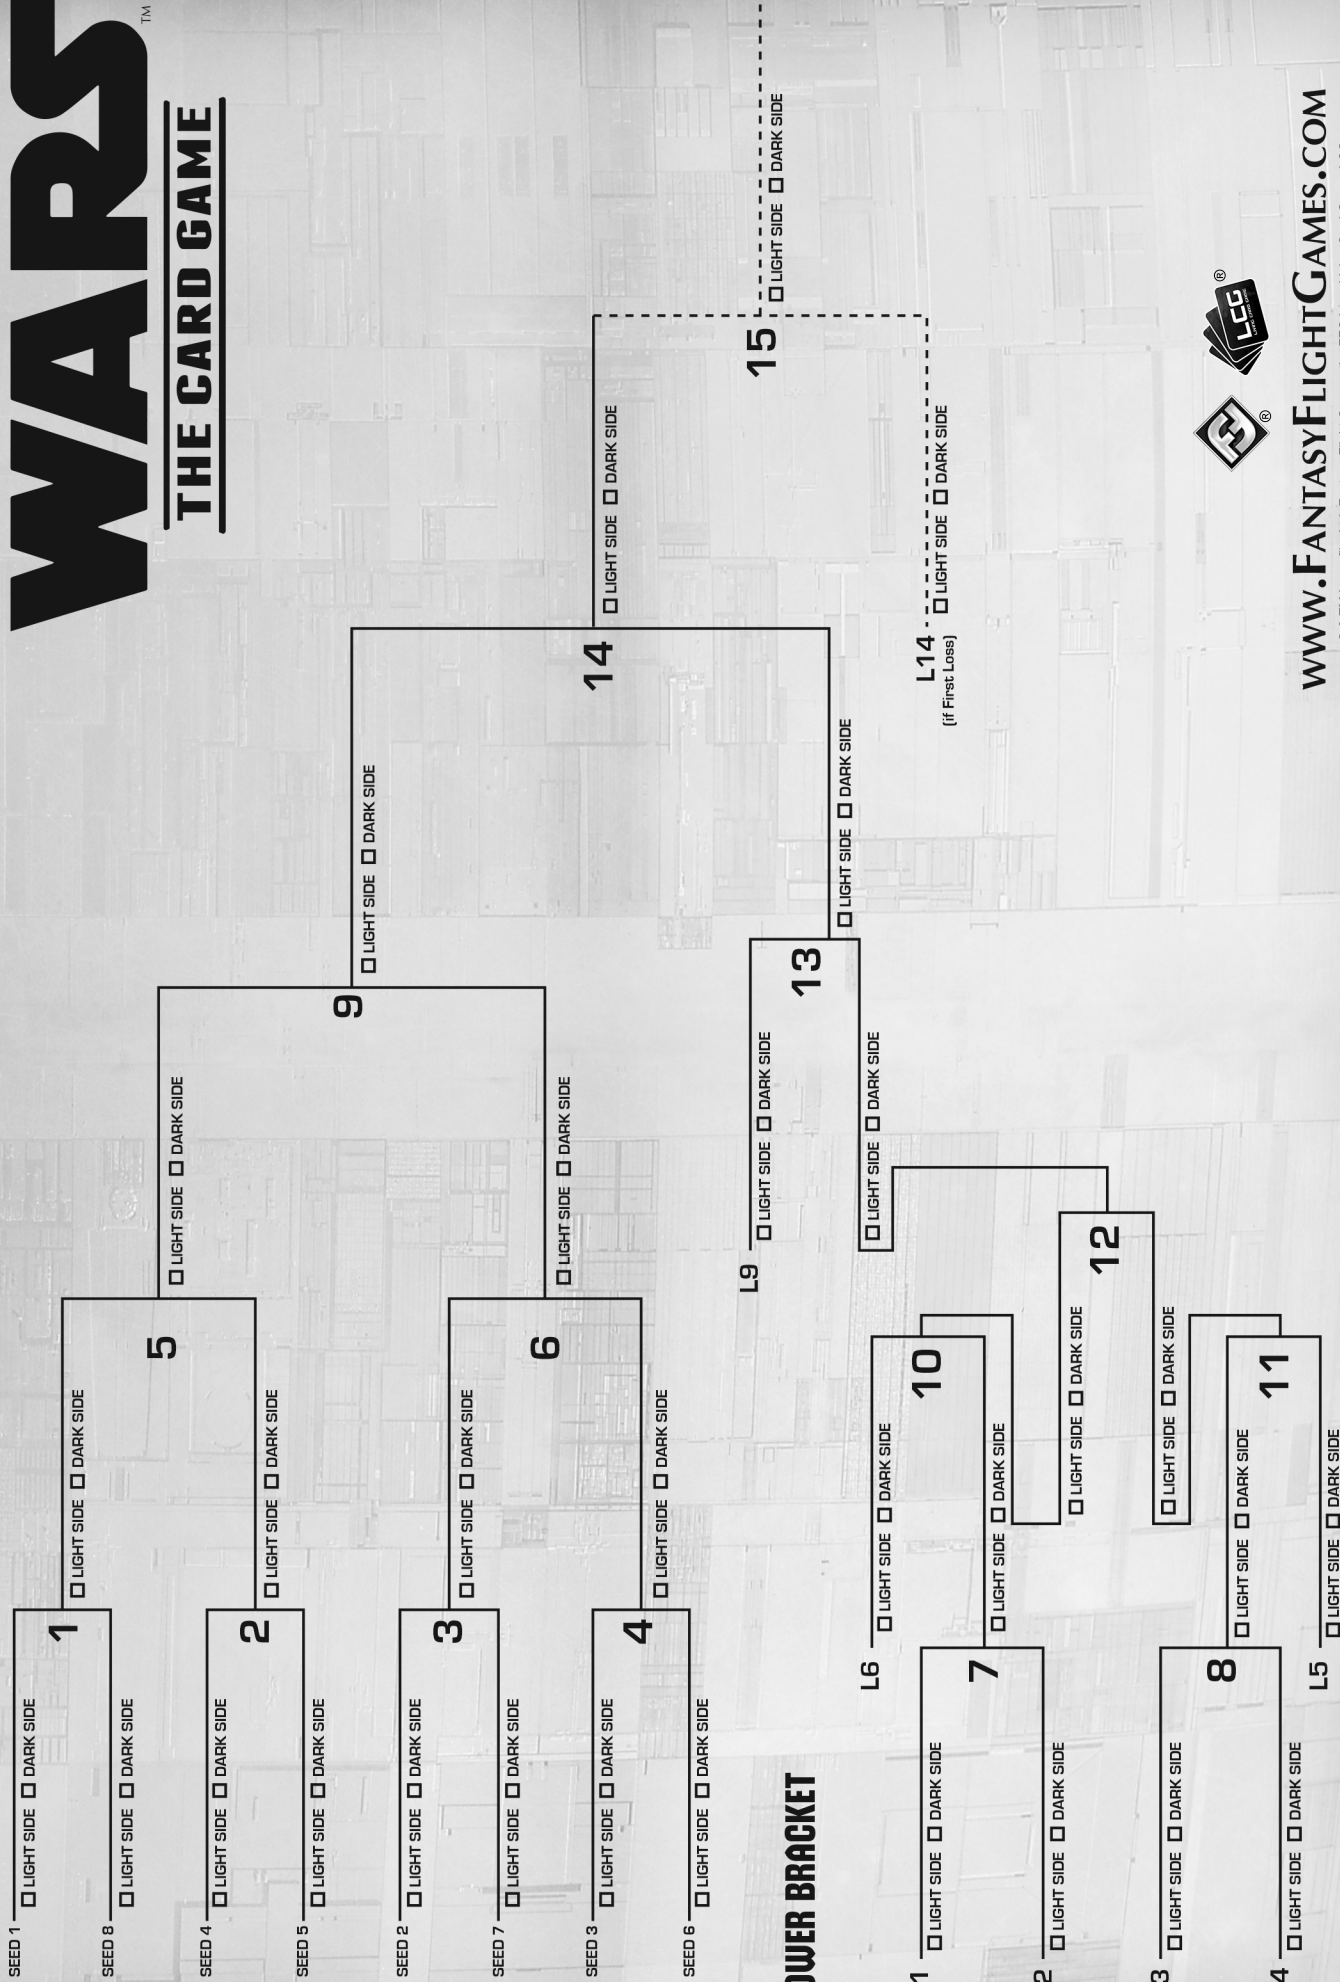 WARS
TM
THE CARD GAME
SEED 1
LIGHT SIDE DARK SIDE
1
LIGHT SIDE DARK SIDE
SEED 8
LIGHT SIDE DARK SIDE
5
LIGHT SIDE DARK SIDE
SEED 4
LIGHT SIDE DARK SIDE
2
LIGHT SIDE DARK SIDE
SEED 5
LIGHT SIDE DARK SIDE
9
LIGHT SIDE DARK SIDE
SEED 2
LIGHT SIDE DARK SIDE
3
LIGHT SIDE DARK SIDE
SEED 7
LIGHT SIDE DARK SIDE
6
LIGHT SIDE DARK SIDE
SEED 3
LIGHT SIDE DARK SIDE
4
LIGHT SIDE DARK SIDE
SEED 6
LIGHT SIDE DARK SIDE
14
LIGHT SIDE DARK SIDE
15
LIGHT SIDE DARK SIDE
OWER BRACKET
L9
LIGHT SIDE DARK SIDE
13
LIGHT SIDE DARK SIDE
LIGHT SIDE DARK SIDE
L14
(if First Loss)
LIGHT SIDE DARK SIDE
L6
LIGHT SIDE DARK SIDE
10
1
LIGHT SIDE DARK SIDE
7
LIGHT SIDE DARK SIDE
2
LIGHT SIDE DARK SIDE
LIGHT SIDE DARK SIDE
12
LIGHT SIDE DARK SIDE
3
LIGHT SIDE DARK SIDE
8
LIGHT SIDE DARK SIDE
4
LIGHT SIDE DARK SIDE
11
L5
LIGHT SIDE DARK SIDE
®
LCG
®
WWW.FANTASYFLIGHTGAMES.COM